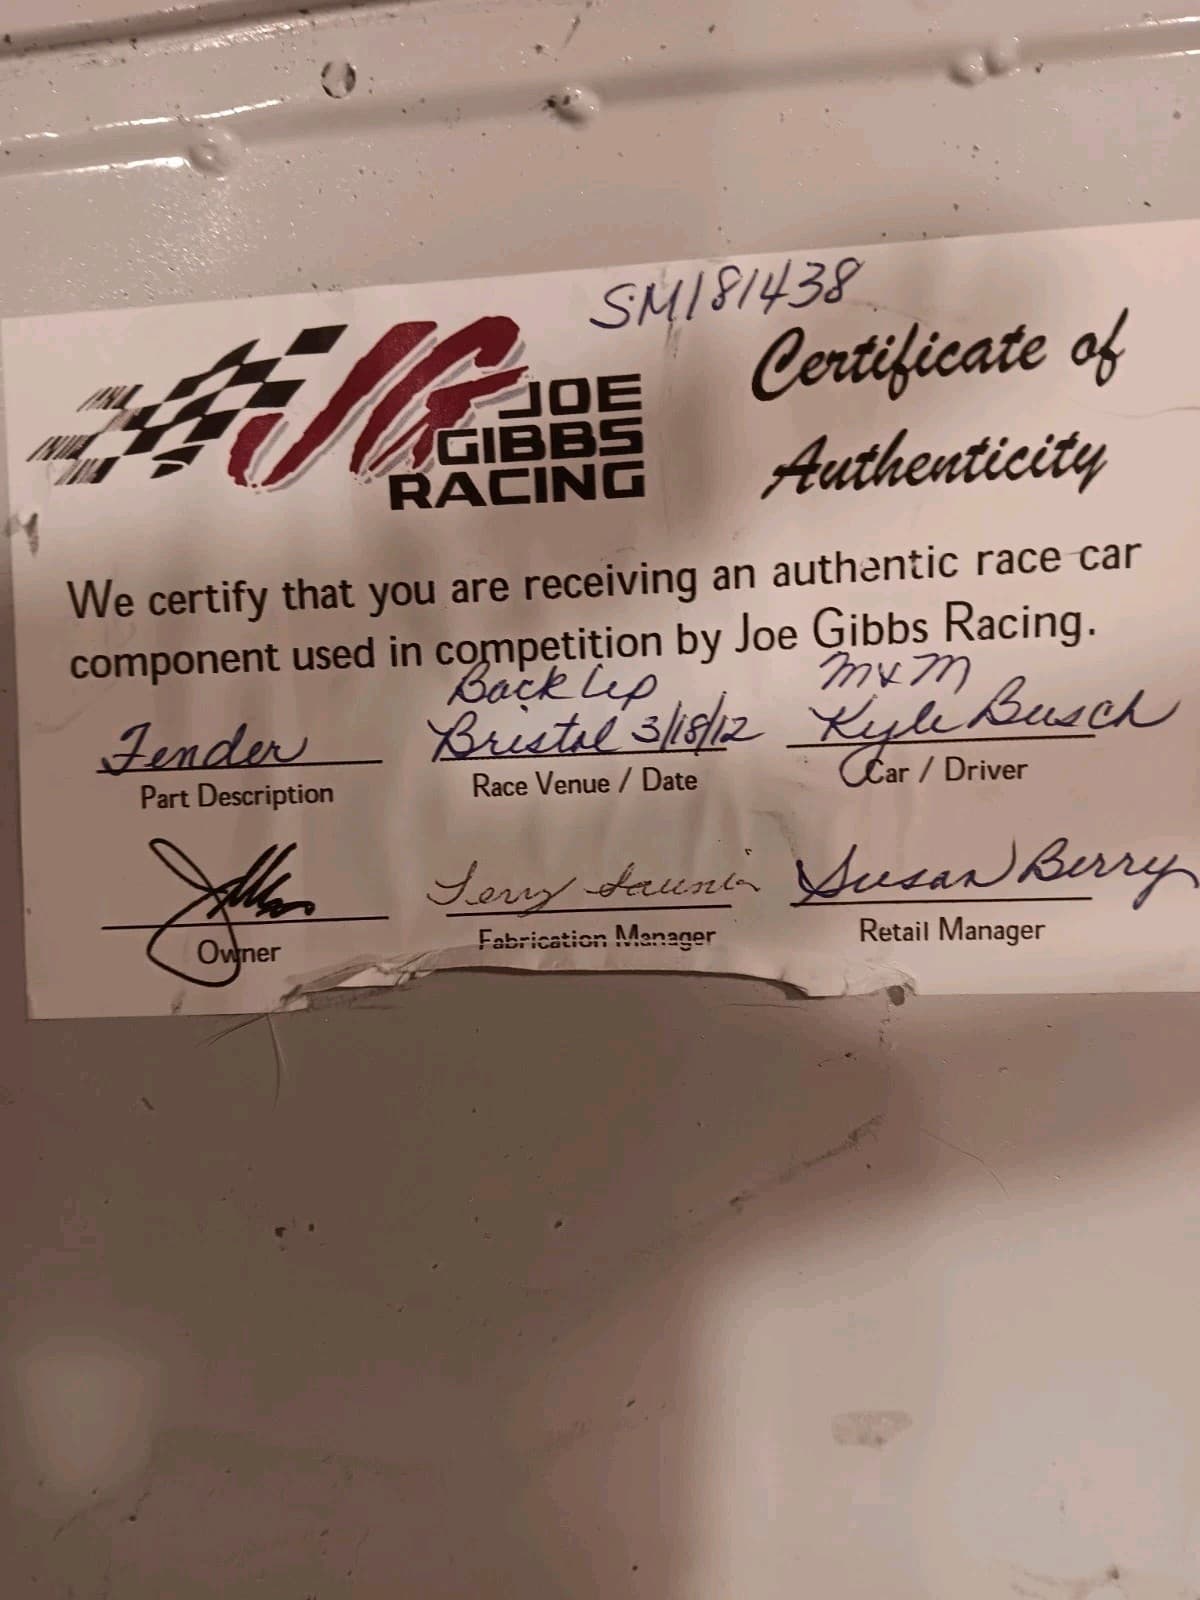 SM181438
JG JOE
GIBBS
RACING
Certificate of
Authenticity
We certify that you are receiving an authentic race car
component used in competition by Joe Gibbs Racing.
Fender
Part Description
Back Up
Bristol 3/18/12
Race Venue / Date
M&M
Kyle Busch
Car / Driver
Owner
Terry
Fabrication Manager
Susan Berry
Retail Manager